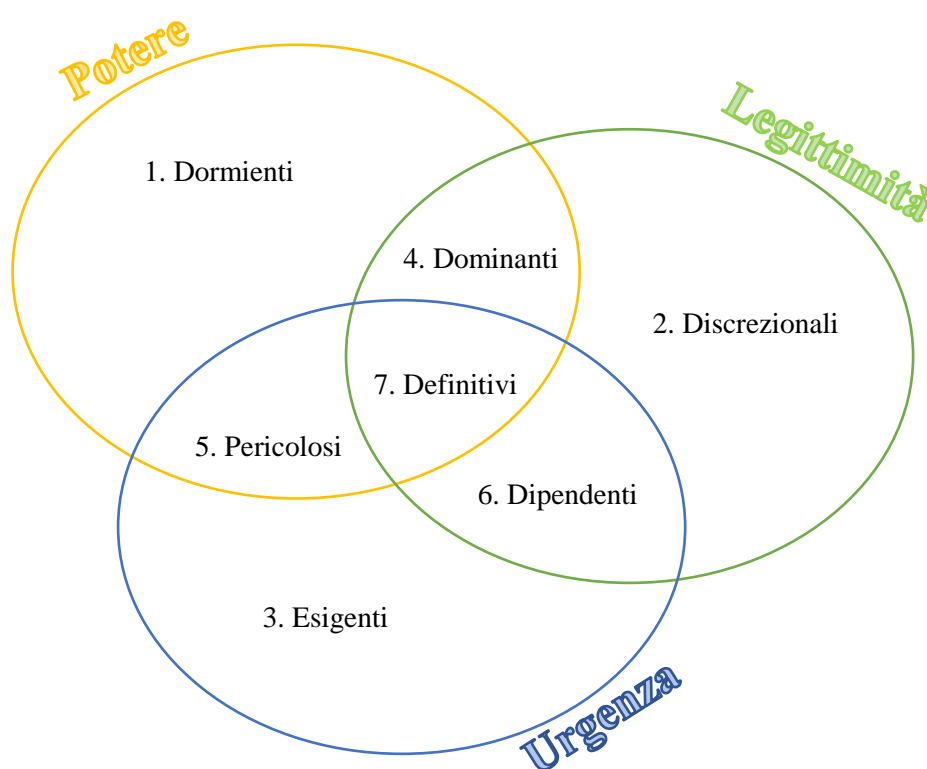 Potere
Legittimità
1. Dormienti
4. Dominanti
2. Discrezionali
7. Definitivi
5. Pericolosi
6. Dipendenti
3. Esigenti
Urgenza